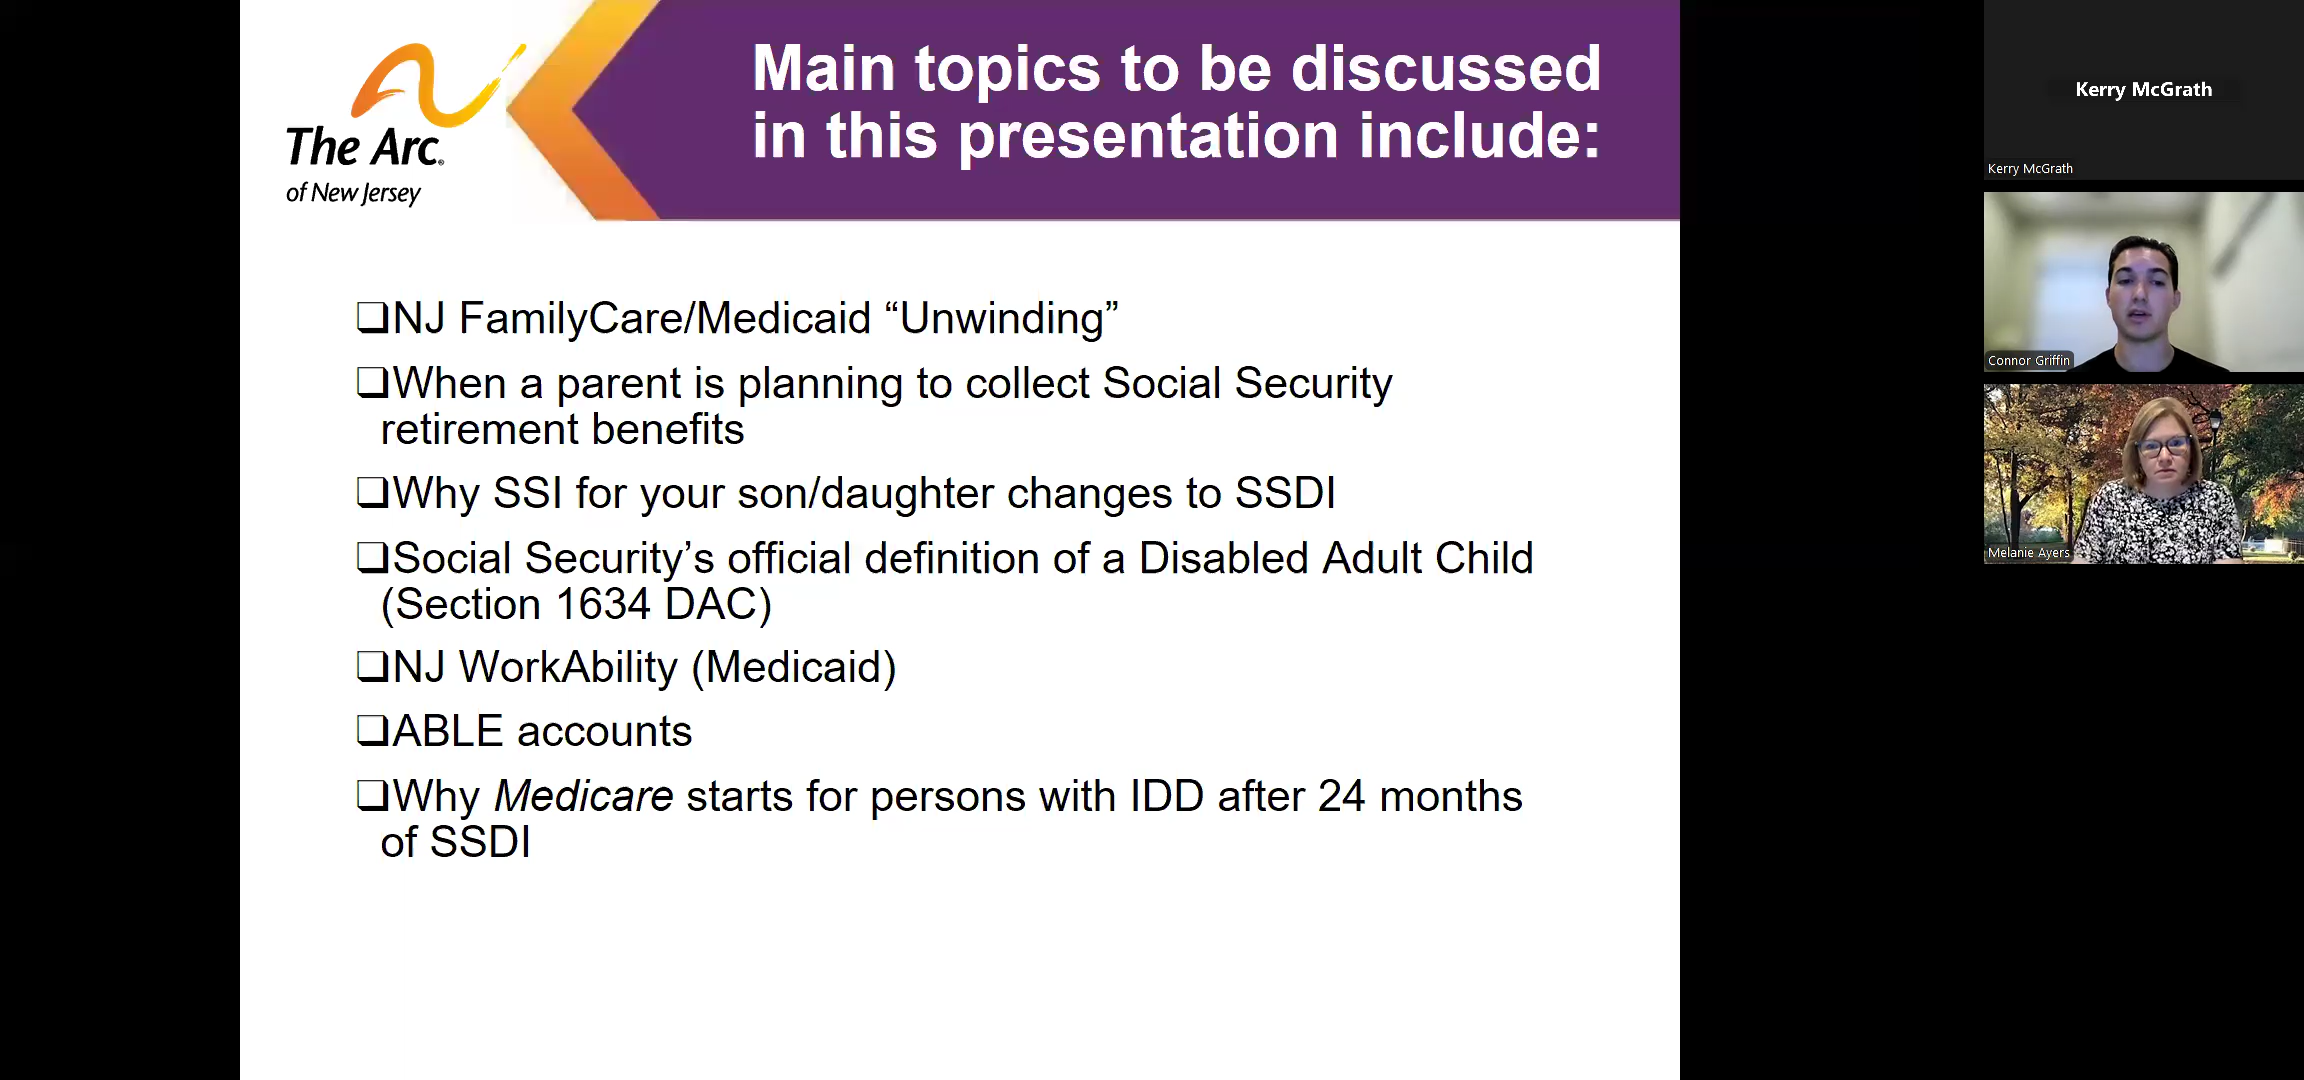 The Arc®
of New Jersey
Main topics to be discussed
in this presentation include:
❑NJ FamilyCare/Medicaid “Unwinding”
❑When a parent is planning to collect Social Security
retirement benefits
❑Why SSI for your son/daughter changes to SSDI
❑Social Security’s official definition of a Disabled Adult Child
(Section 1634 DAC)
❑NJ WorkAbility (Medicaid)
❑ABLE accounts
❑Why Medicare starts for persons with IDD after 24 months
of SSDI
Kerry McGrath
Kerry McGrath
Connor Griffin
Melanie Ayers